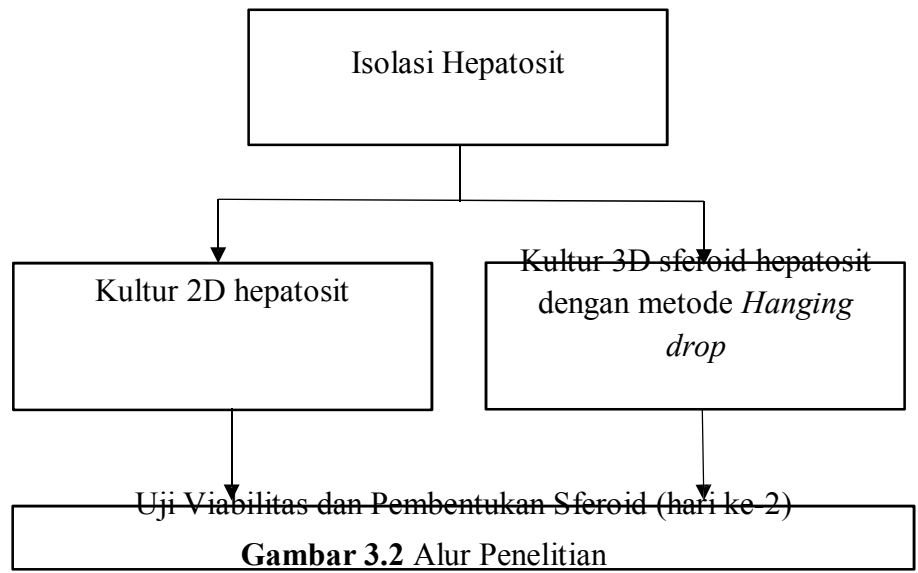 Isolasi Hepatosit
Kultur 2D hepatosit
Kultur 3D sferoid hepatosit
dengan metode Hanging
drop
Uji Viabilitas dan Pembentukan Sferoid (hari ke-2)
Gambar 3.2 Alur Penelitian